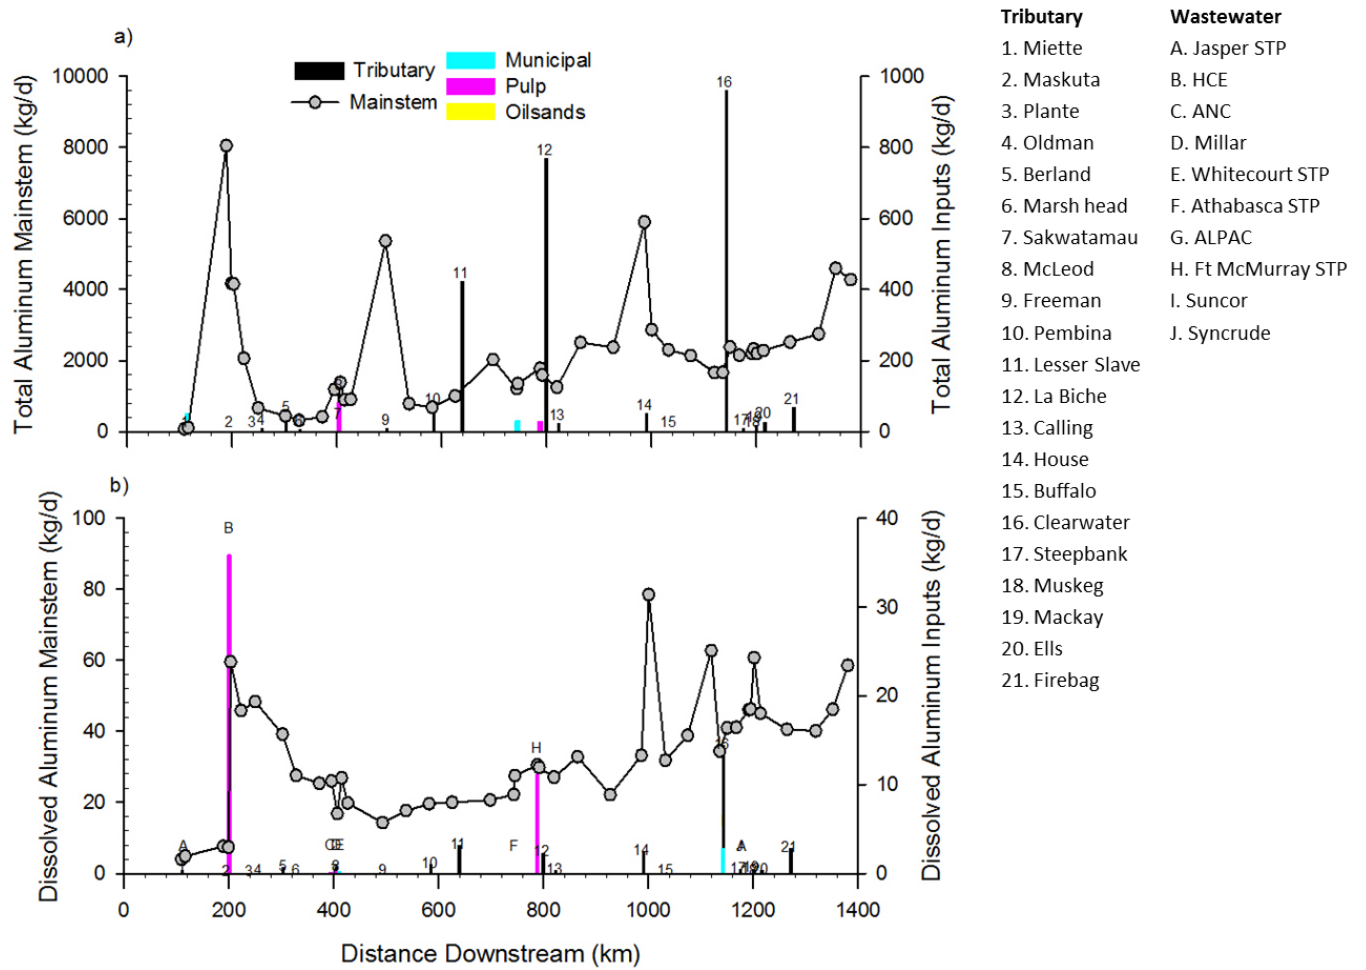 a)
Tributary
Mainstem
Municipal
Pulp
Oilsands
Total Aluminum Mainstem (kg/d)
10000
8000
6000
4000
2000
0
Total Aluminum Inputs (kg/d)
1000
800
600
400
200
0
2
3
4
5
7
9
10
11
12
13
14
15
16
17
20
21
b)
Dissolved Aluminum Mainstem (kg/d)
100
80
60
40
20
0
Dissolved Aluminum Inputs (kg/d)
40
30
20
10
0
A
B
F
H
2
3
4
5
6
8
9
10
11
12
13
14
15
16
17
20
21
0 200 400 600 800 1000 1200 1400
Distance Downstream (km)
Tributary
1. Miette
2. Maskuta
3. Plante
4. Oldman
5. Berland
6. Marsh head
7. Sakwatamau
8. McLeod
9. Freeman
10. Pembina
11. Lesser Slave
12. La Biche
13. Calling
14. House
15. Buffalo
16. Clearwater
17. Steepbank
18. Muskeg
19. Mackay
20. Ells
21. Firebag
Wastewater
A. Jasper STP
B. HCE
C. ANC
D. Millar
E. Whitecourt STP
F. Athabasca STP
G. ALPAC
H. Ft McMurray STP
I. Suncor
J. Syncrude